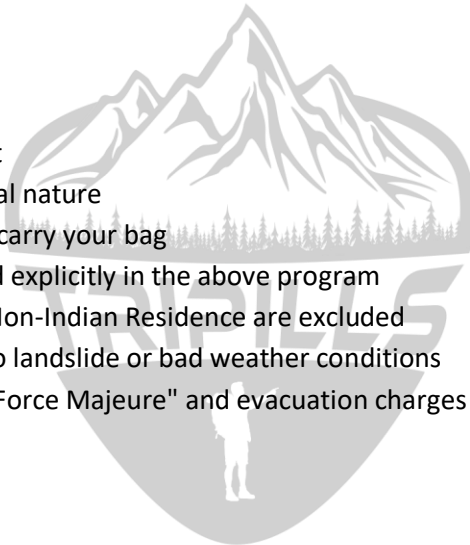 al nature
carry your bag
explicitly in the above program
Non-Indian Residence are excluded
landslide or bad weather conditions
Force Majeure" and evacuation charges
TRIPILLS